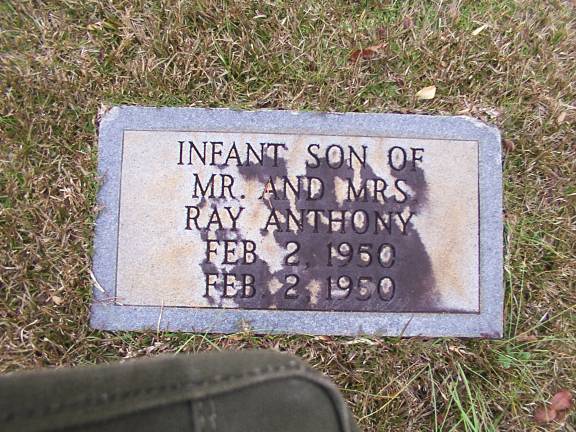 INFANT SON OF
MR. AND MRS.
RAY ANTHONY
FEB 2, 1950
FEB. 2, 1950